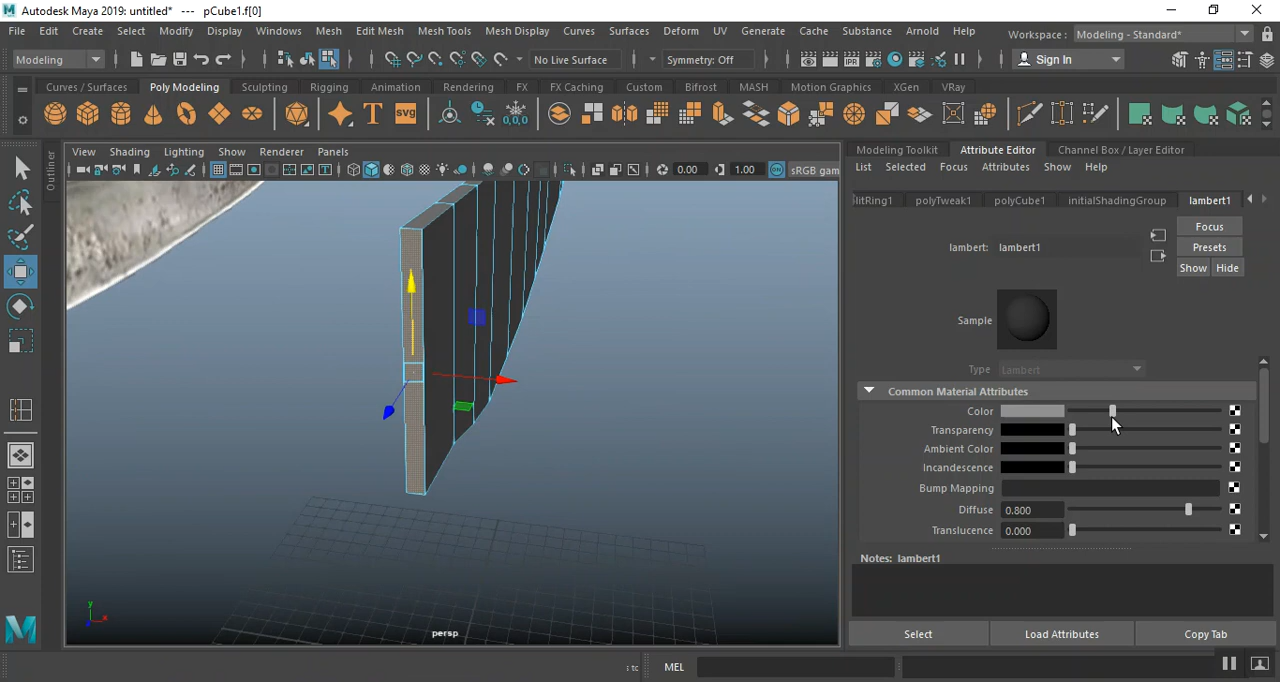 Autodesk Maya 2019: untitled* --- pCube1.f[0]
File Edit Create Select Modify Display Windows Mesh Edit Mesh Mesh Tools Mesh Display Curves Surfaces Deform UV Generate Cache Substance Arnold Help Workspace : Modeling - Standard*
Modeling No Live Surface Symmetry: Off Sign In
Curves / Surfaces Poly Modeling Sculpting Rigging Animation Rendering FX FX Caching Custom Bifrost MASH Motion Graphics XGen VRay
T SVG 0,0,0
View Shading Lighting Show Renderer Panels
0.00 1.00 sRGB gam
Outliner
Modeling Toolkit Attribute Editor Channel Box / Layer Editor
List Selected Focus Attributes Show Help
litRing1 polyTweak1 polyCube1 initialShadingGroup lambert1
lambert: lambert1
Focus
Presets
Show Hide
Sample
Type Lambert
Common Material Attributes
Color
Transparency
Ambient Color
Incandescence
Bump Mapping
Diffuse 0.800
Translucence 0.000
Notes: lambert1
Select Load Attributes Copy Tab
y
x
persp
MEL